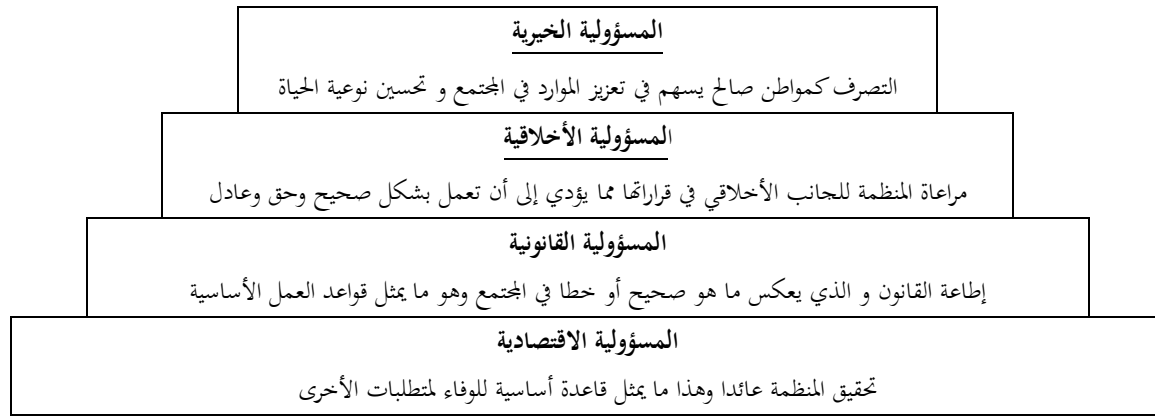 المسؤولية الخيرية
التصرف كمواطن صالح يسهم في تعزيز الموارد في المجتمع و تحسين نوعية الحياة
المسؤولية الأخلاقية
مراعاة المنظمة للجانب الأخلاقي في قراراتها مما يؤدي إلى أن تعمل بشكل صحيح وحق وعادل
المسؤولية القانونية
إطاعة القانون و الذي يعكس ما هو صحيح أو خطا في المجتمع وهو ما يمثل قواعد العمل الأساسية
المسؤولية الاقتصادية
تحقيق المنظمة عائدا وهذا ما يمثل قاعدة أساسية للوفاء لمتطلبات الأخرى